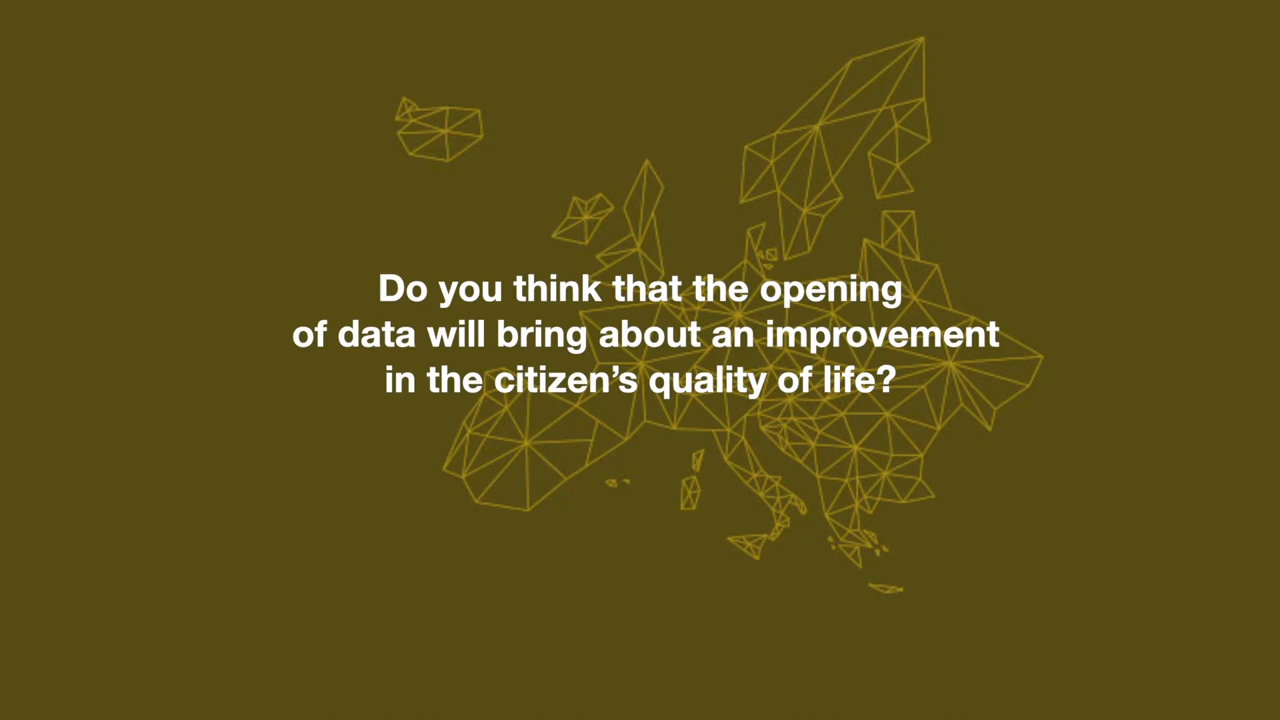 Do you think that the opening
of data will bring about an improvement
in the citizen’s quality of life?